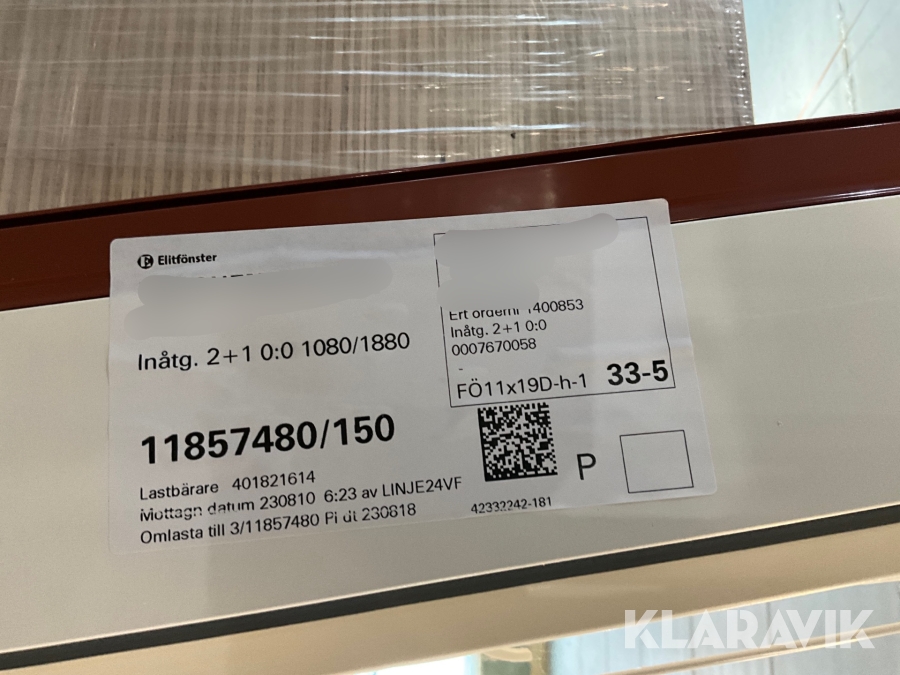 Elitfönster
Inåtg. 2+1 0:0 1080/1880
11857480/150
Lastbärare 401821614
Mottagn datum 230810 6:23 av LINJE24VF
Omlasta till 3/11857480 Pl dt 230818
Ert ordernr 1400853
Inåtg. 2+1 0:0
0007670058
-
FÖ11x19D-h-1 33-5
P
42332242-181
KLARAVIK